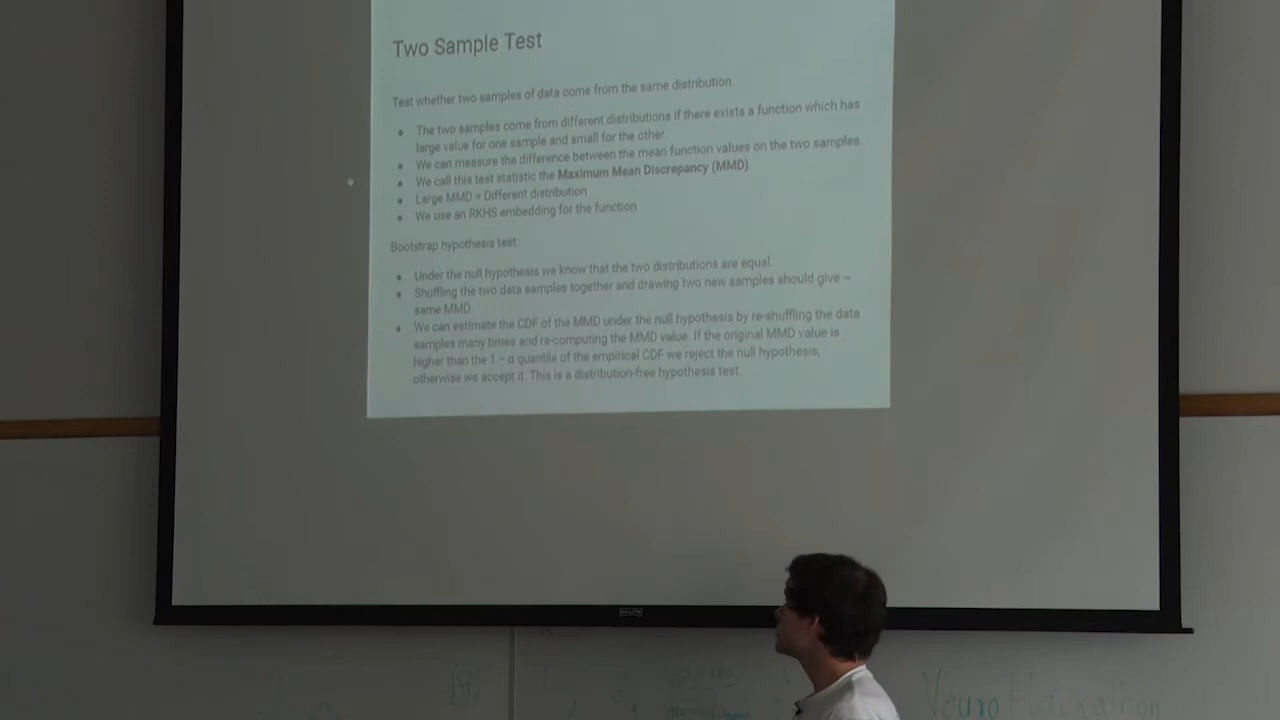 Two Sample Test
Test whether two samples of data come from the same distribution.
● The two samples come from different distributions if there exists a function which has
large value for one sample and small for the other.
● We can measure the difference between the mean function values on the two samples.
● We call this test statistic the Maximum Mean Discrepancy (MMD).
● Large MMD = Different distribution
● We use an RKHS embedding for the function
Bootstrap hypothesis test:
● Under the null hypothesis we know that the two distributions are equal.
● Shuffling the two data samples together and drawing two new samples should give ~
same MMD.
● We can estimate the CDF of the MMD under the null hypothesis by re-shuffling the data
samples many times and re-computing the MMD value. If the original MMD value is
higher than the 1 − α quantile of the empirical CDF we reject the null hypothesis,
otherwise we accept it. This is a distribution-free hypothesis test.
Neuro Hackathon